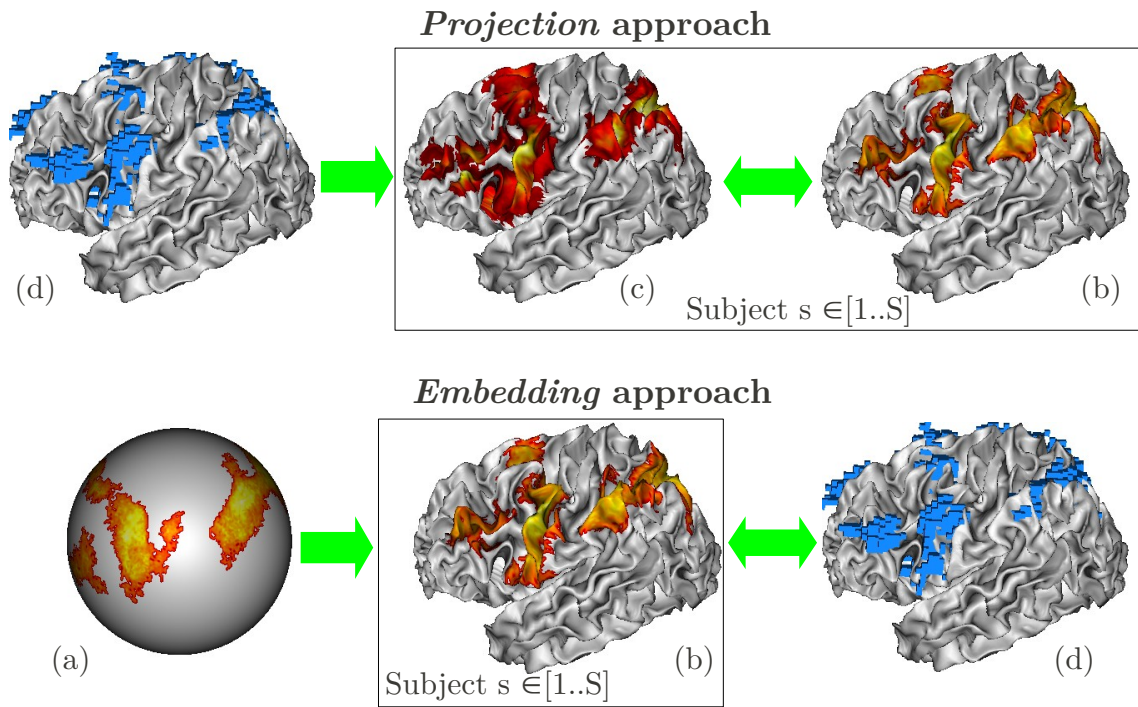 Projection approach
(d)
(c)
(b)
Subject s ∈[1..S]
Embedding approach
(a)
(b)
(d)
Subject s ∈[1..S]